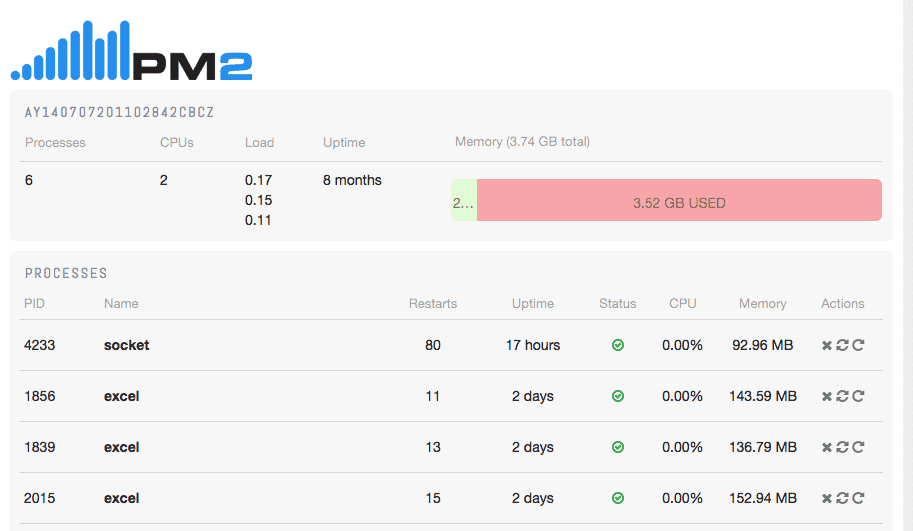 PM2
AY140707201102842CBCZ
Processes CPUs Load Uptime Memory (3.74 GB total)
6 2 0.17 8 months
0.15
0.11
2... 3.52 GB USED
PROCESSES
PID Name Restarts Uptime Status CPU Memory Actions
4233 socket 80 17 hours 0.00% 92.96 MB
1856 excel 11 2 days 0.00% 143.59 MB
1839 excel 13 2 days 0.00% 136.79 MB
2015 excel 15 2 days 0.00% 152.94 MB